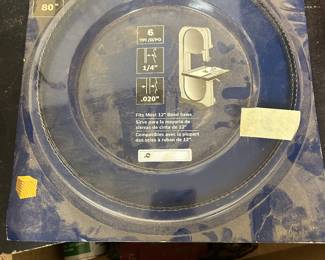 80"
6
TPI /D/PO
1/4"
.020"
Fits Most 12" Band Saws
Sirve para la mayoría de
sierras de cinta de 12"
Compatibles avec la plupart
des scies à ruban de 12"